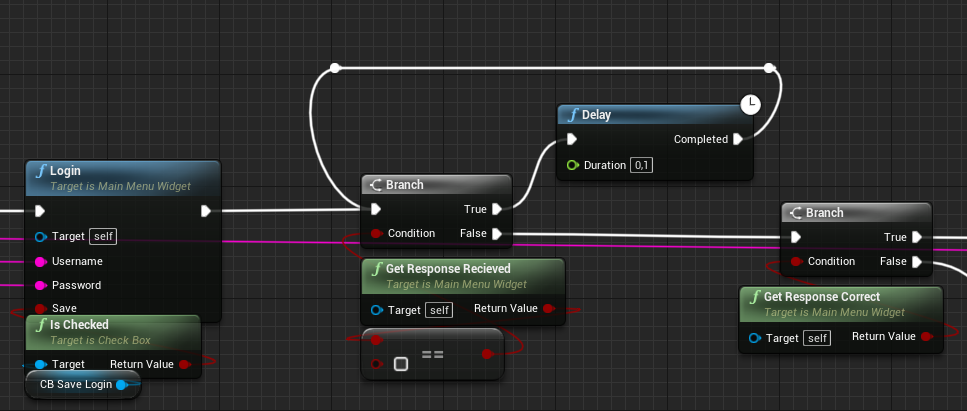 Login
Target is Main Menu Widget
Target
self
Username
Password
Save
Is Checked
Target is Check Box
Target
Return Value
CB Save Login
Branch
True
Condition
False
Get Response Recieved
Target is Main Menu Widget
Target
self
Return Value
==
Delay
Completed
Duration
0,1
Branch
True
Condition
False
Get Response Correct
Target is Main Menu Widget
Target
self
Return Value